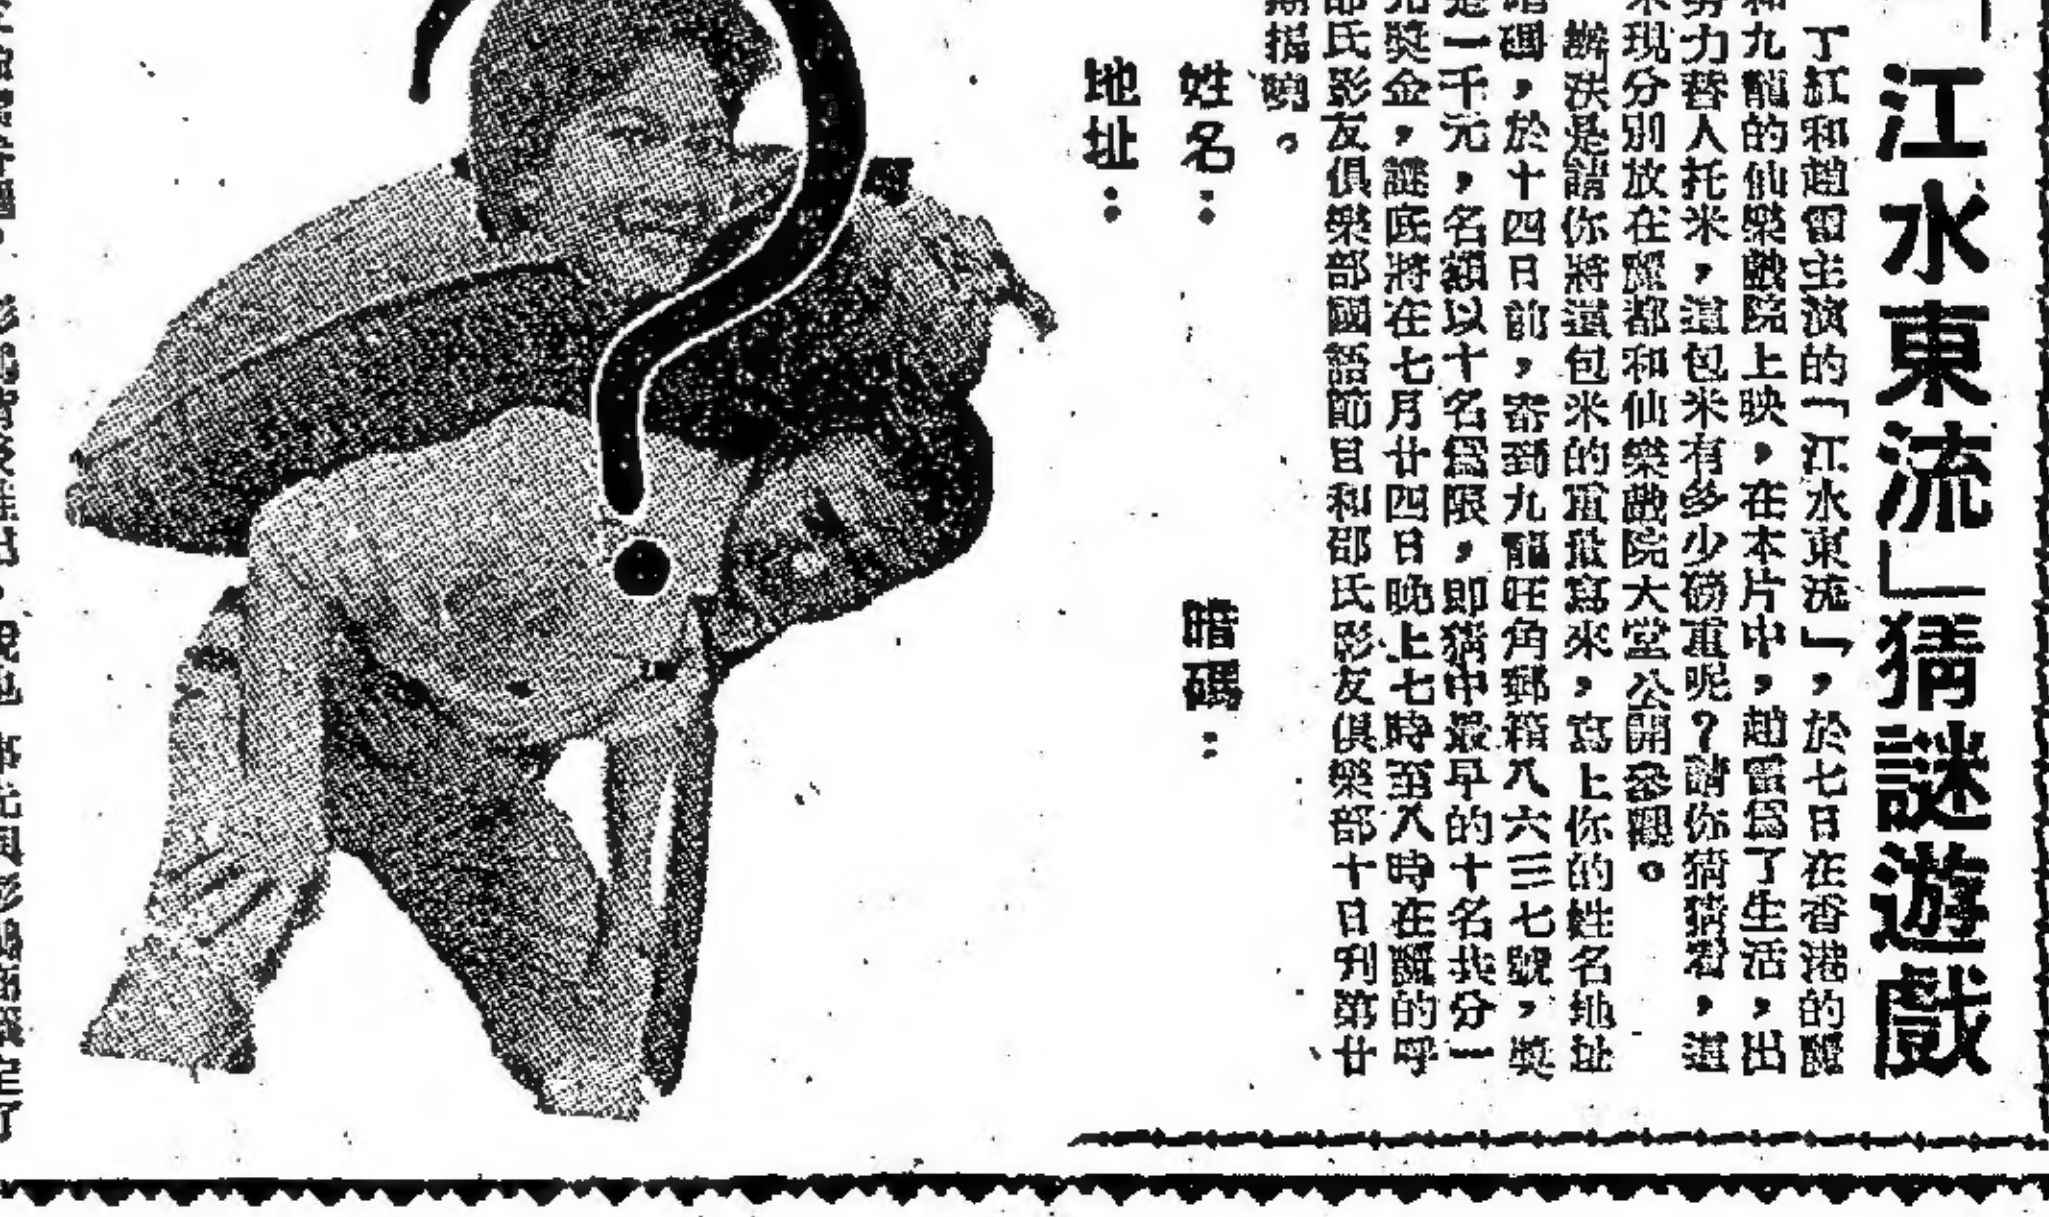 「江水東流」猜謎遊戲
丁紅和趙雷主演的「江水東流」，於七日在香港的麗
和九龍的仙樂戲院上映，在本片中，趙雷爲了生活，出
努力替人托米，這包米有多少磅重呢？請你猜猜看，這
米現分別放在麗都和仙樂戲院大堂公開參觀。
辦法是請你將這包米的重量寫來，寫上你的姓名地址
暗碼，於十四日前，寄到九龍旺角郵箱八六三七號，獎
是一千元，名額以十名爲限，即猜中最早的十名共分一
元獎金，謎底將在七月廿四日晚上七時至八時在麗的呼
邵氏影友俱樂部國語節目和邵氏影友俱樂部十日刊第廿
期揭曉。
姓名：
暗碼：
地址：